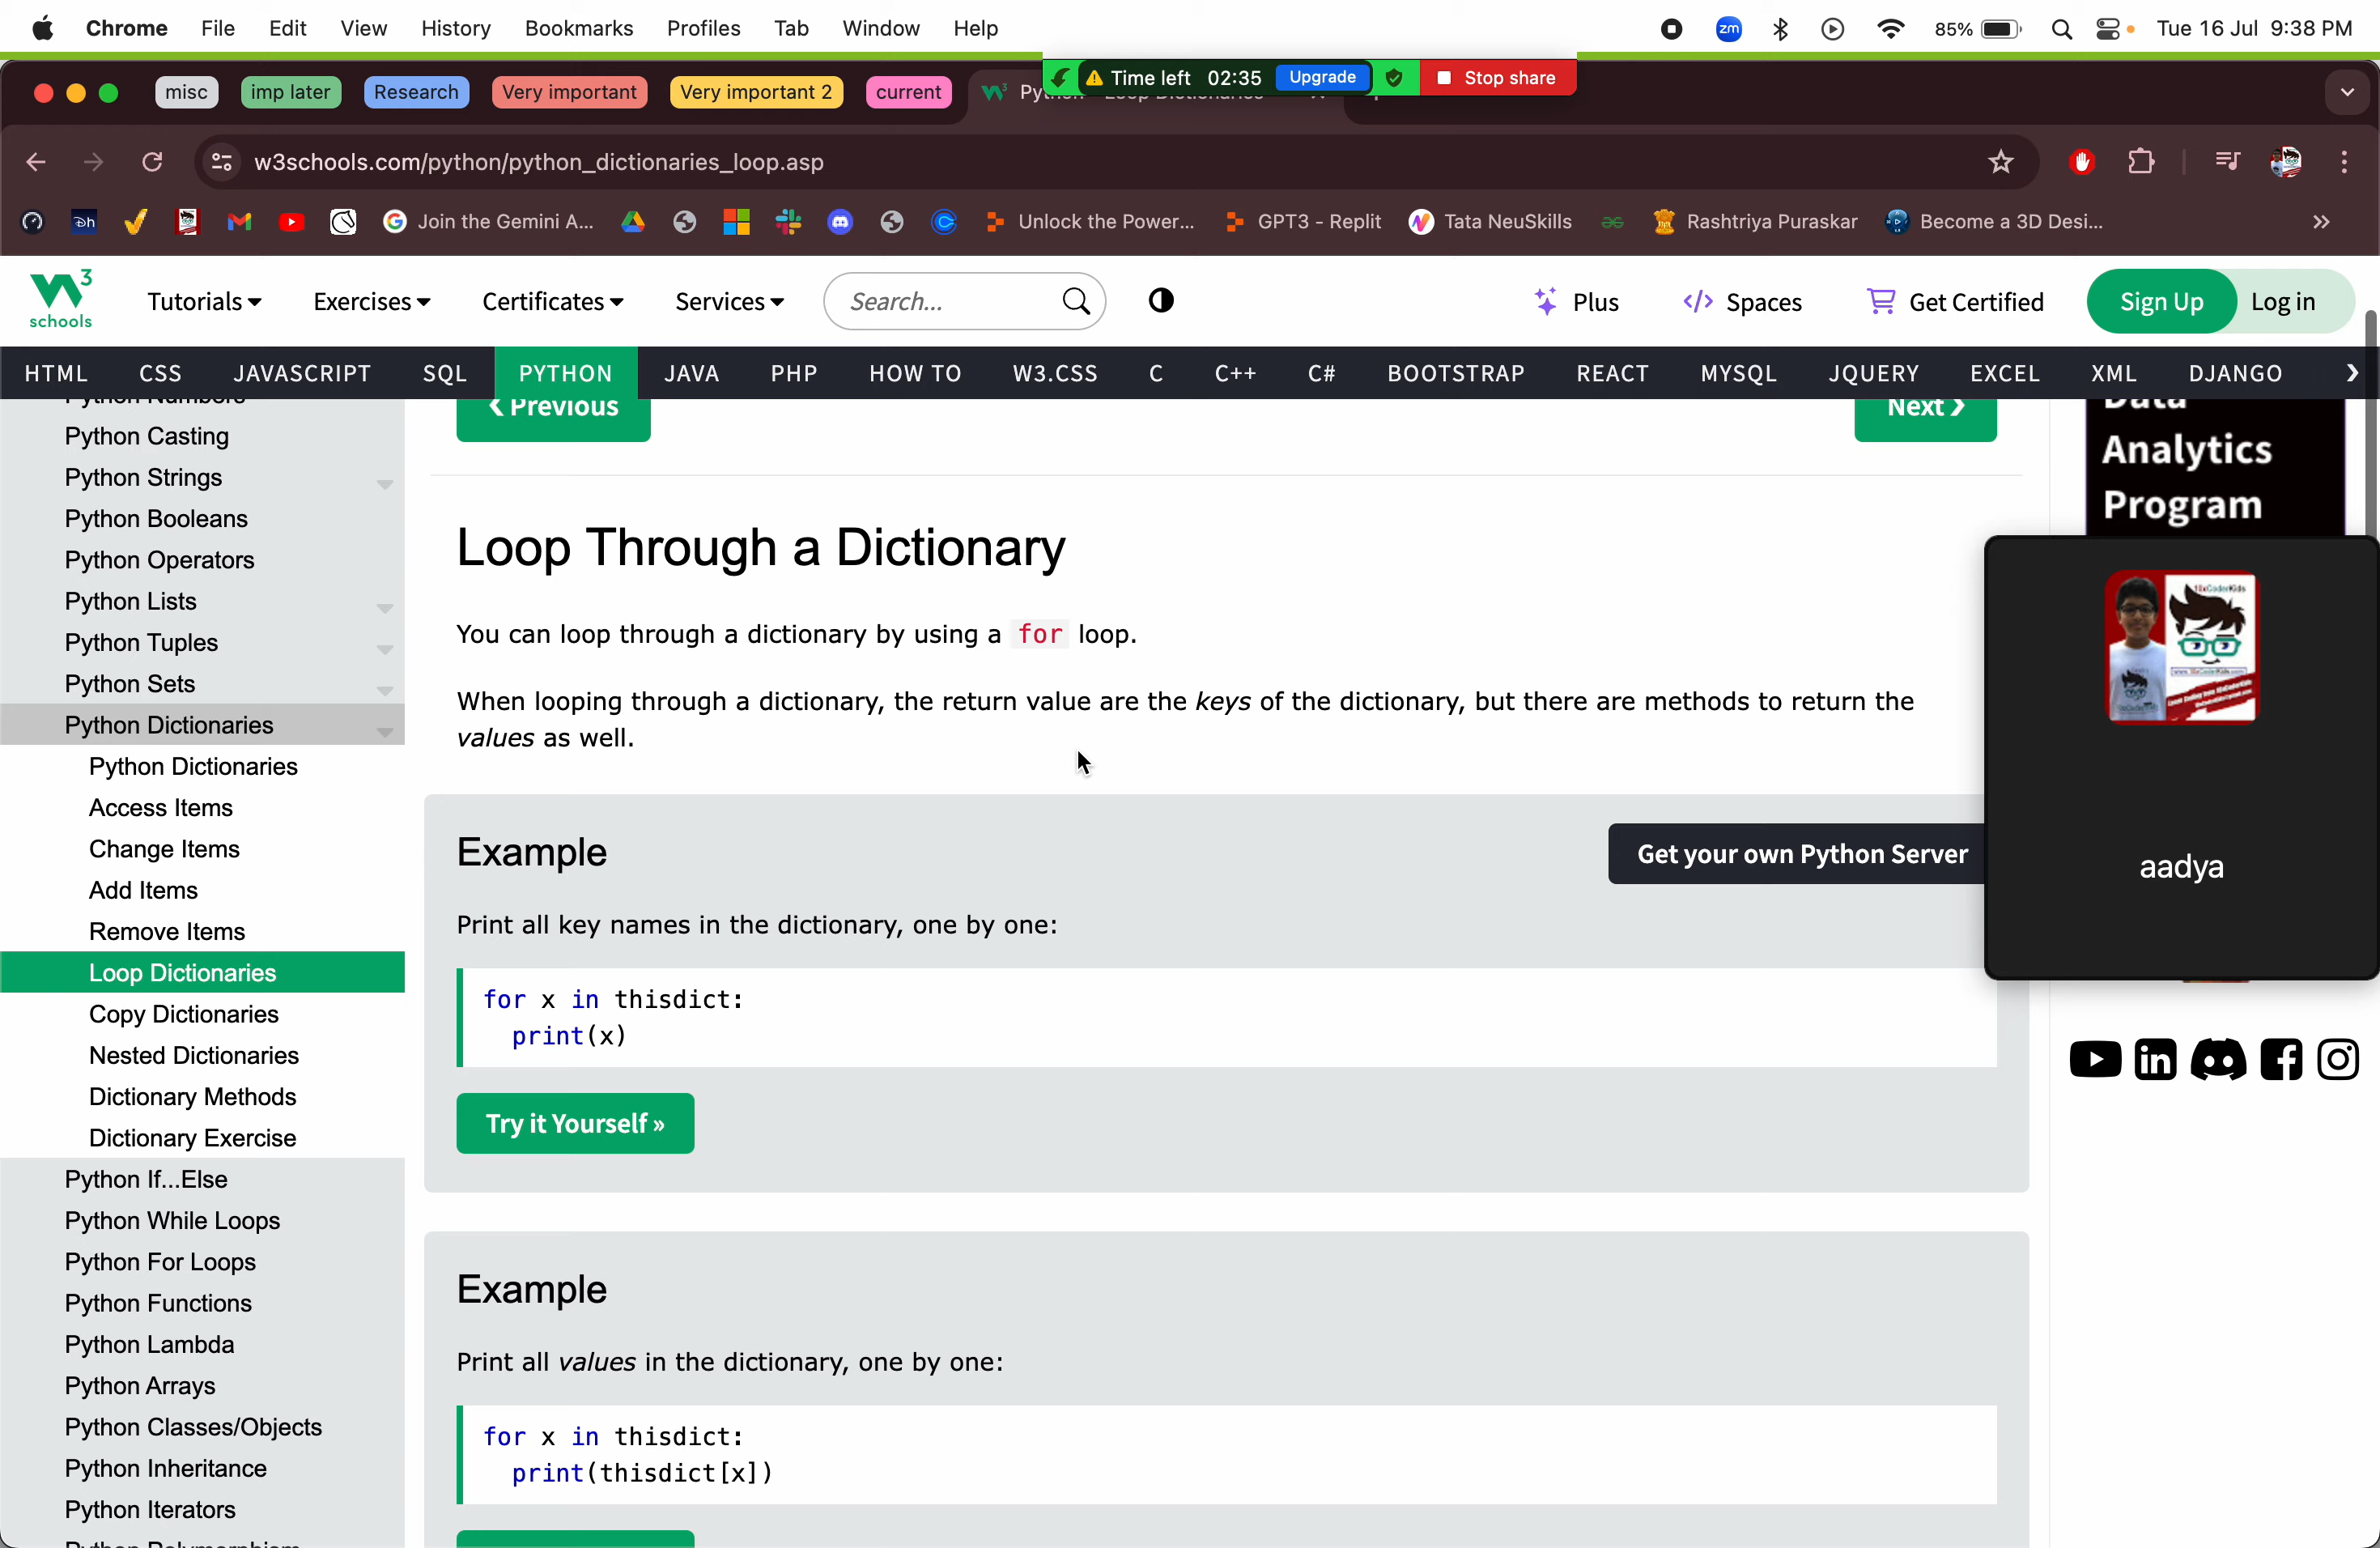 Chrome File Edit View History Bookmarks Profiles Tab Window Help zm 85% Tue 16 Jul 9:38 PM
misc imp later Research Very important Very important 2 current
Time left 02:35 Upgrade Stop share
w3schools.com/python/python_dictionaries_loop.asp
Join the Gemini A... Unlock the Power... GPT3 - Replit Tata NeuSkills Rashtriya Puraskar Become a 3D Desi... »
W3 schools Tutorials Exercises Certificates Services Search... Plus </> Spaces Get Certified Sign Up Log in
HTML CSS JAVASCRIPT SQL PYTHON JAVA PHP HOW TO W3.CSS C C++ C# BOOTSTRAP REACT MYSQL JQUERY EXCEL XML DJANGO ❯
Python Numbers
Python Casting
Python Strings
Python Booleans
Python Operators
Python Lists
Python Tuples
Python Sets
Python Dictionaries
Python Dictionaries
Access Items
Change Items
Add Items
Remove Items
Loop Dictionaries
Copy Dictionaries
Nested Dictionaries
Dictionary Methods
Dictionary Exercise
Python If...Else
Python While Loops
Python For Loops
Python Functions
Python Lambda
Python Arrays
Python Classes/Objects
Python Inheritance
Python Iterators
❮ Previous
Next ❯
Loop Through a Dictionary
You can loop through a dictionary by using a for loop.
When looping through a dictionary, the return value are the keys of the dictionary, but there are methods to return the
values as well.
Example
Get your own Python Server
Print all key names in the dictionary, one by one:
for x in thisdict:
print(x)
Try it Yourself »
Example
Print all values in the dictionary, one by one:
for x in thisdict:
print(thisdict[x])
Data
Analytics
Program
aadya